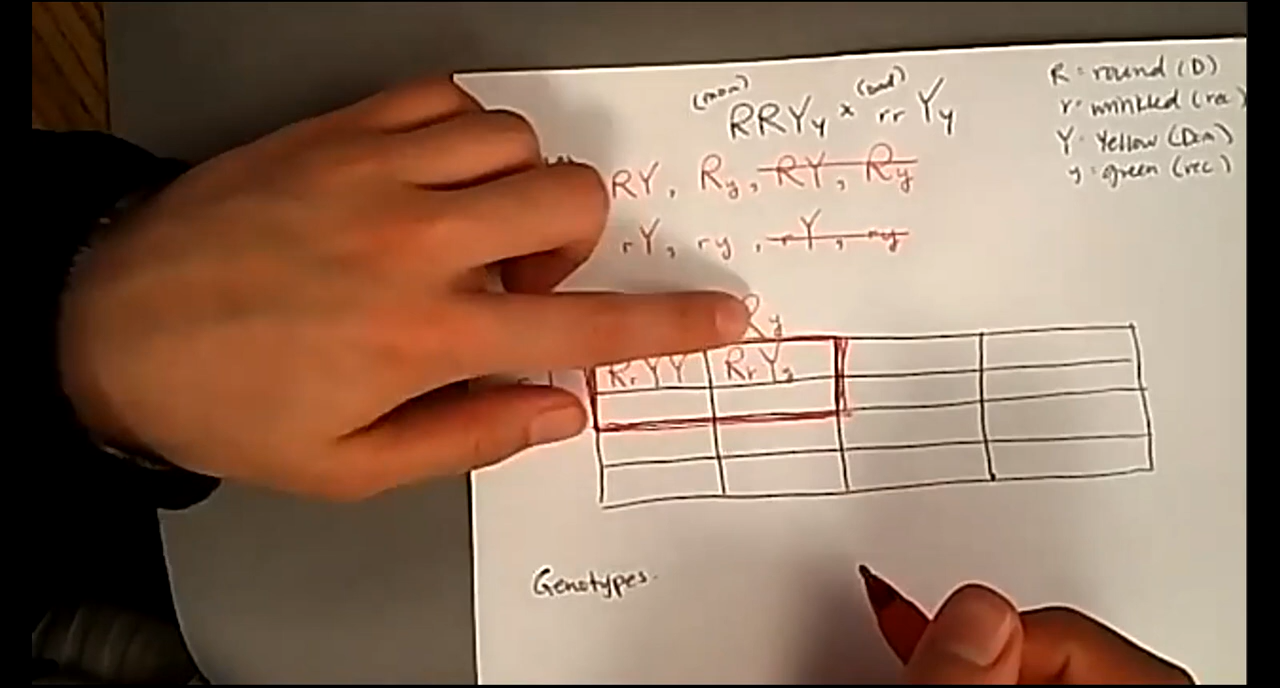 (mom) (dad)
RRYy × rrYy
R = round (D)
r = wrinkled (rec)
Y = Yellow (Dom)
y = green (rec)
RY, Ry, RY, Ry
rY, ry, rY, ry
Ry
RrYY RrYy
Genotypes.